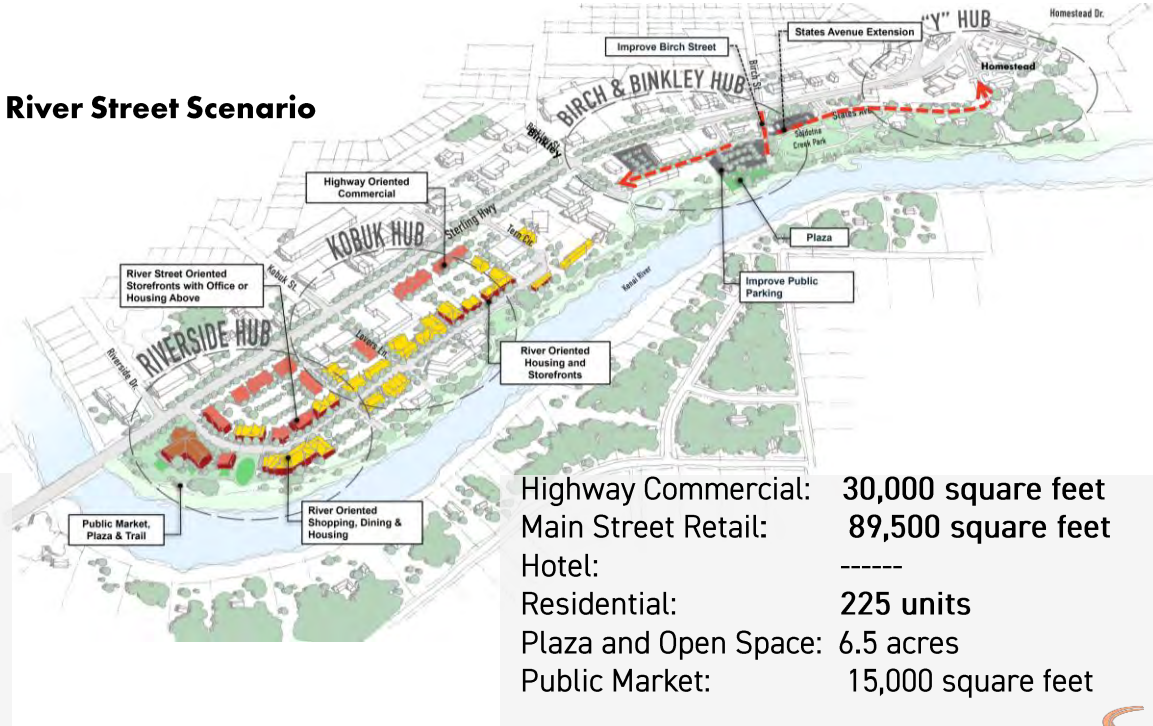 "Y" HUB
Homestead Dr.
States Avenue Extension
Improve Birch Street
Homestead
Birch St.
BIRCH & BINKLEY HUB
River Street Scenario
States Ave
Soldotna
Creek Park
Binkley
Highway Oriented
Commercial
Sterling Hwy
KOBUK HUB
Tern Cir.
Plaza
Kobuk St.
Kenai River
River Street Oriented
Storefronts with Office or
Housing Above
Improve Public
Parking
RIVERSIDE HUB
Lovers Ln.
Riverside Dr.
River Oriented
Housing and
Storefronts
Highway Commercial: 30,000 square feet
Main Street Retail: 89,500 square feet
Hotel: ------
Residential: 225 units
Plaza and Open Space: 6.5 acres
Public Market: 15,000 square feet
River Oriented
Shopping, Dining &
Housing
Public Market,
Plaza & Trail